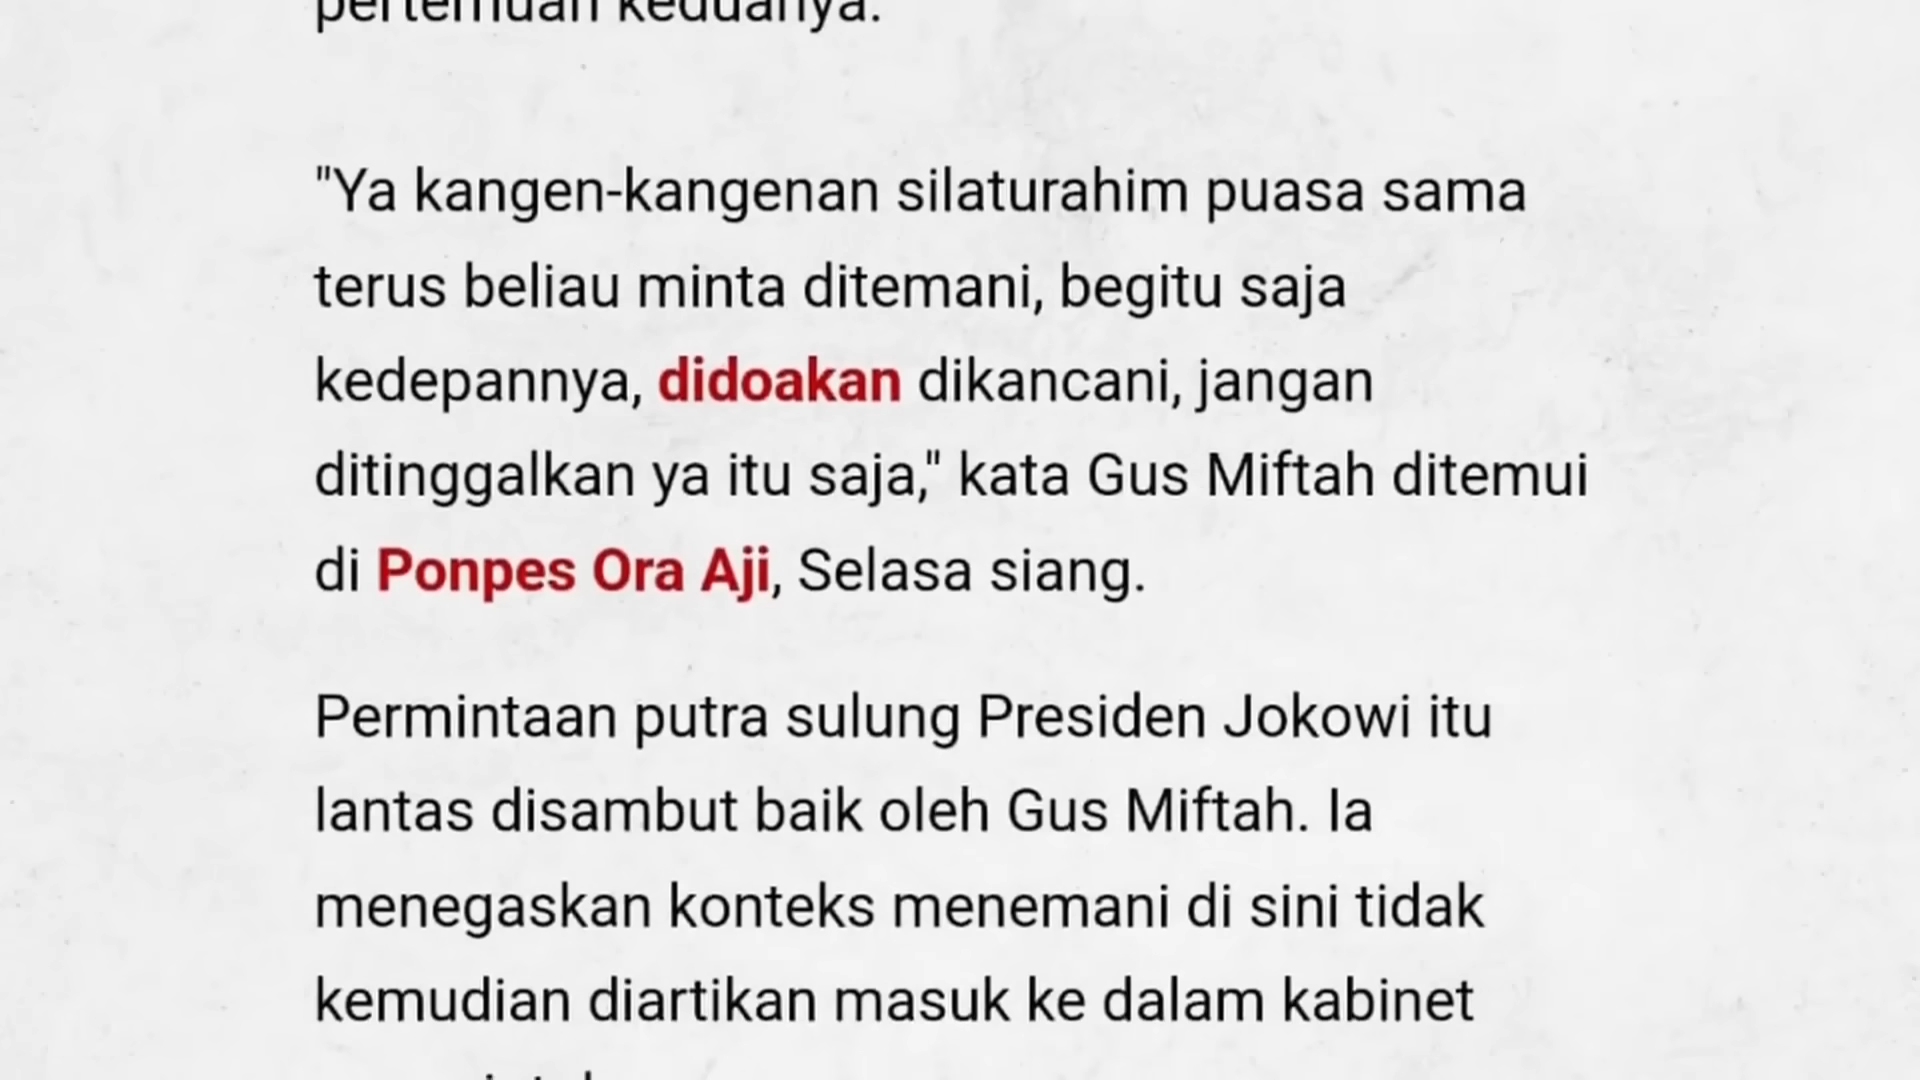 pertemuan keduanya.
"Ya kangen-kangenan silaturahim puasa sama
terus beliau minta ditemani, begitu saja
kedepannya, didoakan dikancani, jangan
ditinggalkan ya itu saja," kata Gus Miftah ditemui
di Ponpes Ora Aji, Selasa siang.
Permintaan putra sulung Presiden Jokowi itu
lantas disambut baik oleh Gus Miftah. Ia
menegaskan konteks menemani di sini tidak
kemudian diartikan masuk ke dalam kabinet